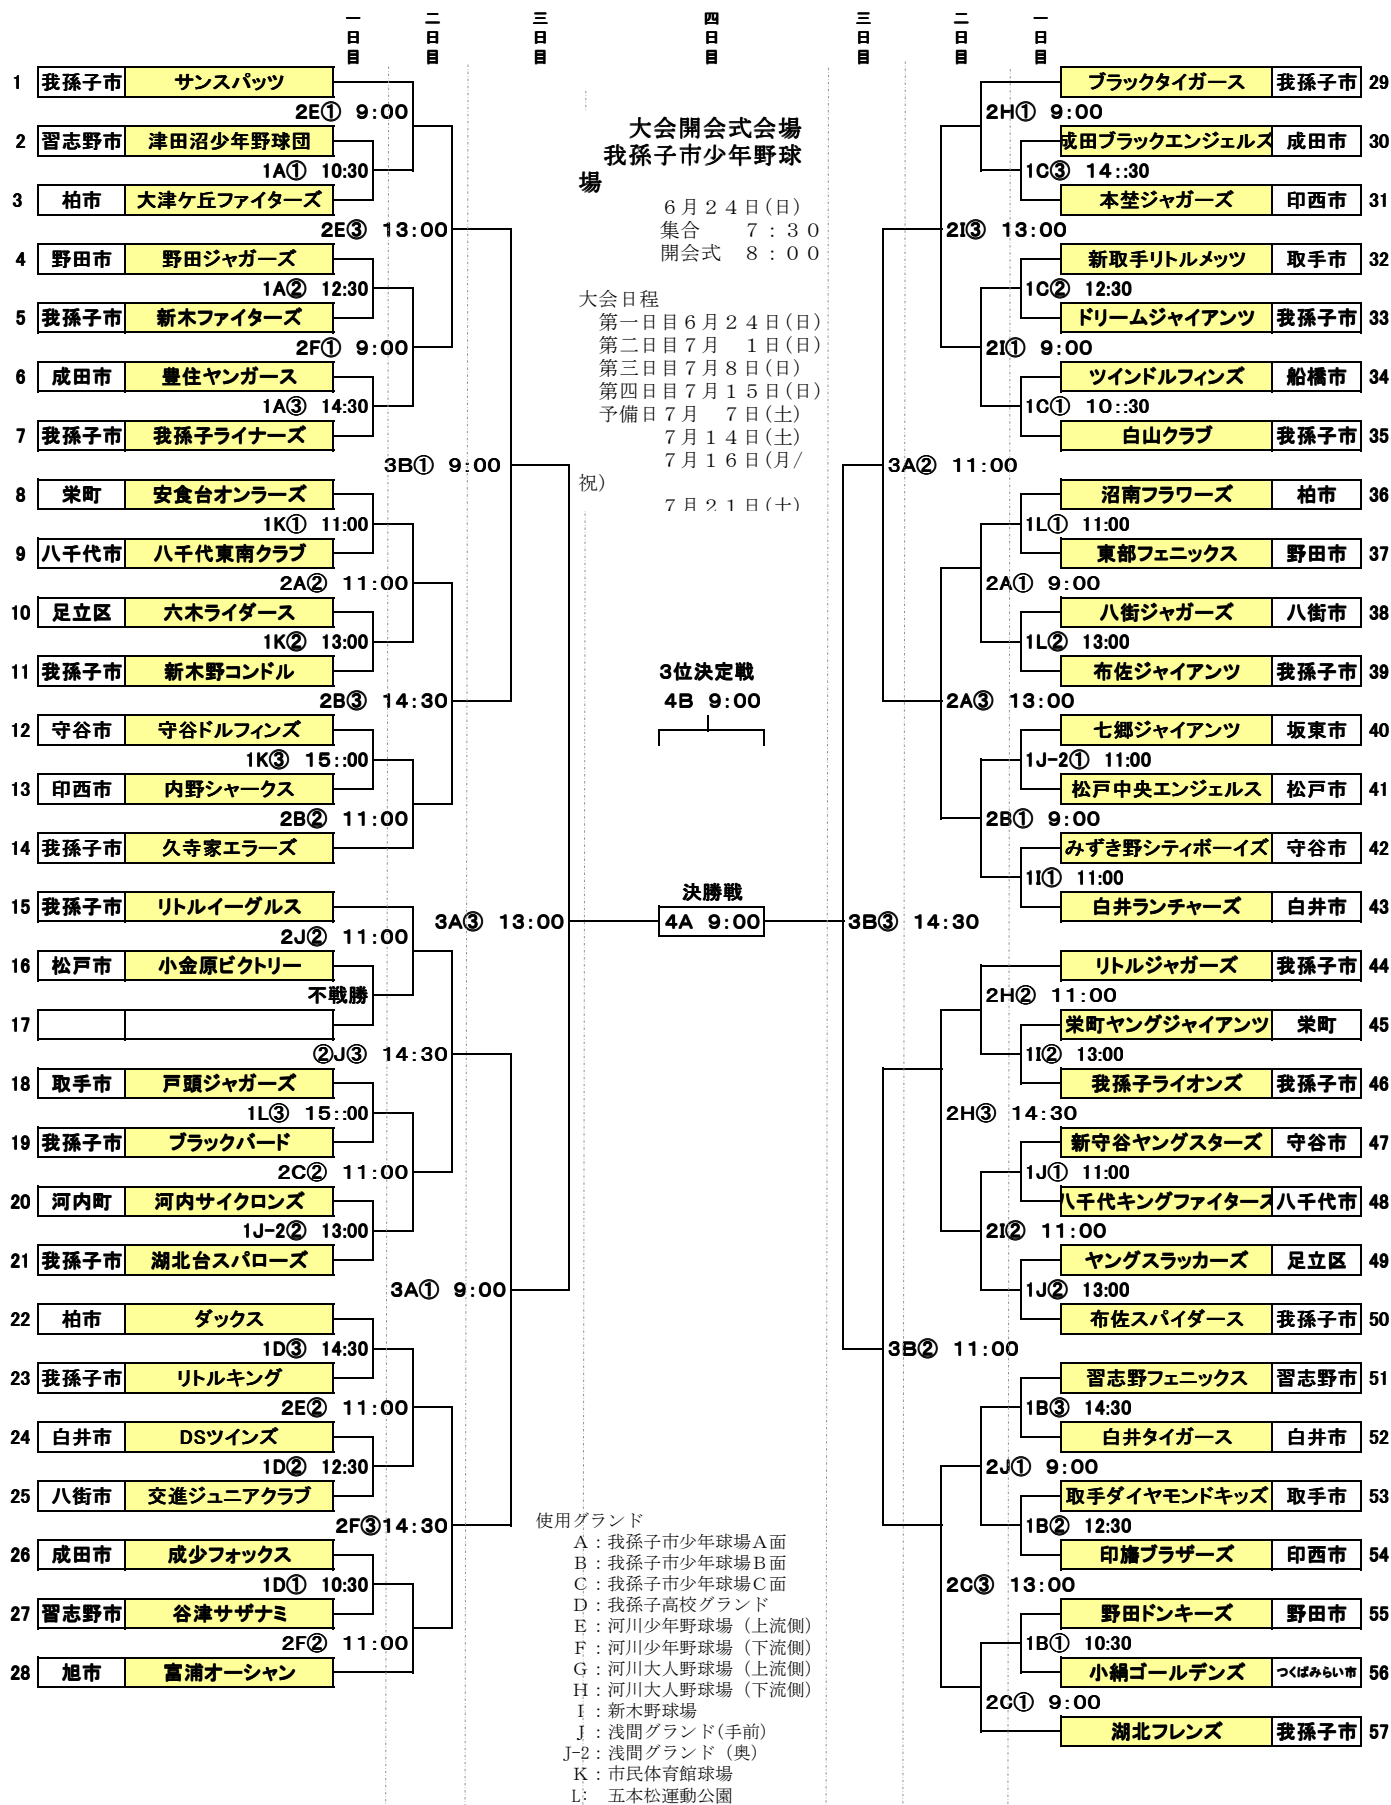 一日目 二日目 三日目 四日目 三日目 二日目 一日目
1 我孫子市 サンスパッツ
2E① 9:00
2 習志野市 津田沼少年野球団
1A① 10:30
3 柏市 大津ケ丘ファイターズ
2E③ 13:00
4 野田市 野田ジャガーズ
1A② 12:30
5 我孫子市 新木ファイターズ
2F① 9:00
6 成田市 豊住ヤンガース
1A③ 14:30
7 我孫子市 我孫子ライナーズ
3B① 9:00
8 栄町 安食台オンラーズ
1K① 11:00
9 八千代市 八千代東南クラブ
2A② 11:00
10 足立区 六木ライダース
1K② 13:00
11 我孫子市 新木野コンドル
2B③ 14:30
12 守谷市 守谷ドルフィンズ
1K③ 15::00
13 印西市 内野シャークス
2B② 11:00
14 我孫子市 久寺家エラーズ
15 我孫子市 リトルイーグルス
3A③ 13:00
2J② 11:00
16 松戸市 小金原ビクトリー
不戦勝
17
②J③ 14:30
18 取手市 戸頭ジャガーズ
1L③ 15::00
19 我孫子市 ブラックバード
2C② 11:00
20 河内町 河内サイクロンズ
1J-2② 13:00
21 我孫子市 湖北台スパローズ
3A① 9:00
22 柏市 ダックス
1D③ 14:30
23 我孫子市 リトルキング
2E② 11:00
24 白井市 DSツインズ
1D② 12:30
25 八街市 交進ジュニアクラブ
2F③14:30
26 成田市 成少フォックス
1D① 10:30
27 習志野市 谷津サザナミ
2F② 11:00
28 旭市 富浦オーシャン
大会開会式会場
我孫子市少年野球
場
6月24日(日)
集合 7:30
開会式 8:00
大会日程
第一日目6月24日(日)
第二日目7月 1日(日)
第三日目7月8日(日)
第四日目7月15日(日)
予備日7月 7日(土)
7月14日(土)
7月16日(月/
祝)
7月21日(土)
3位決定戦
4B 9:00
決勝戦
4A 9:00
使用グランド
A:我孫子市少年球場A面
B:我孫子市少年球場B面
C:我孫子市少年球場C面
D:我孫子高校グランド
E:河川少年野球場(上流側)
F:河川少年野球場(下流側)
G:河川大人野球場(上流側)
H:河川大人野球場(下流側)
I:新木野球場
J:浅間グランド(手前)
J-2:浅間グランド(奥)
K:市民体育館球場
L: 五本松運動公園
ブラックタイガース 我孫子市 29
2H① 9:00
成田ブラックエンジェルズ 成田市 30
1C③ 14::30
本埜ジャガーズ 印西市 31
2I③ 13:00
新取手リトルメッツ 取手市 32
1C② 12:30
ドリームジャイアンツ 我孫子市 33
2I① 9:00
ツインドルフィンズ 船橋市 34
1C① 10::30
白山クラブ 我孫子市 35
3A② 11:00
沼南フラワーズ 柏市 36
1L① 11:00
東部フェニックス 野田市 37
2A① 9:00
八街ジャガーズ 八街市 38
1L② 13:00
布佐ジャイアンツ 我孫子市 39
2A③ 13:00
七郷ジャイアンツ 坂東市 40
1J-2① 11:00
松戸中央エンジェルス 松戸市 41
2B① 9:00
みずき野シティボーイズ 守谷市 42
1I① 11:00
白井ランチャーズ 白井市 43
3B③ 14:30
リトルジャガーズ 我孫子市 44
2H② 11:00
栄町ヤングジャイアンツ 栄町 45
1I② 13:00
我孫子ライオンズ 我孫子市 46
2H③ 14:30
新守谷ヤングスターズ 守谷市 47
1J① 11:00
八千代キングファイターズ 八千代市 48
2I② 11:00
ヤングスラッカーズ 足立区 49
1J② 13:00
布佐スパイダース 我孫子市 50
3B② 11:00
習志野フェニックス 習志野市 51
1B③ 14:30
白井タイガース 白井市 52
2J① 9:00
取手ダイヤモンドキッズ 取手市 53
1B② 12:30
印旛ブラザーズ 印西市 54
2C③ 13:00
野田ドンキーズ 野田市 55
1B① 10:30
小絹ゴールデンズ つくばみらい市 56
2C① 9:00
湖北フレンズ 我孫子市 57